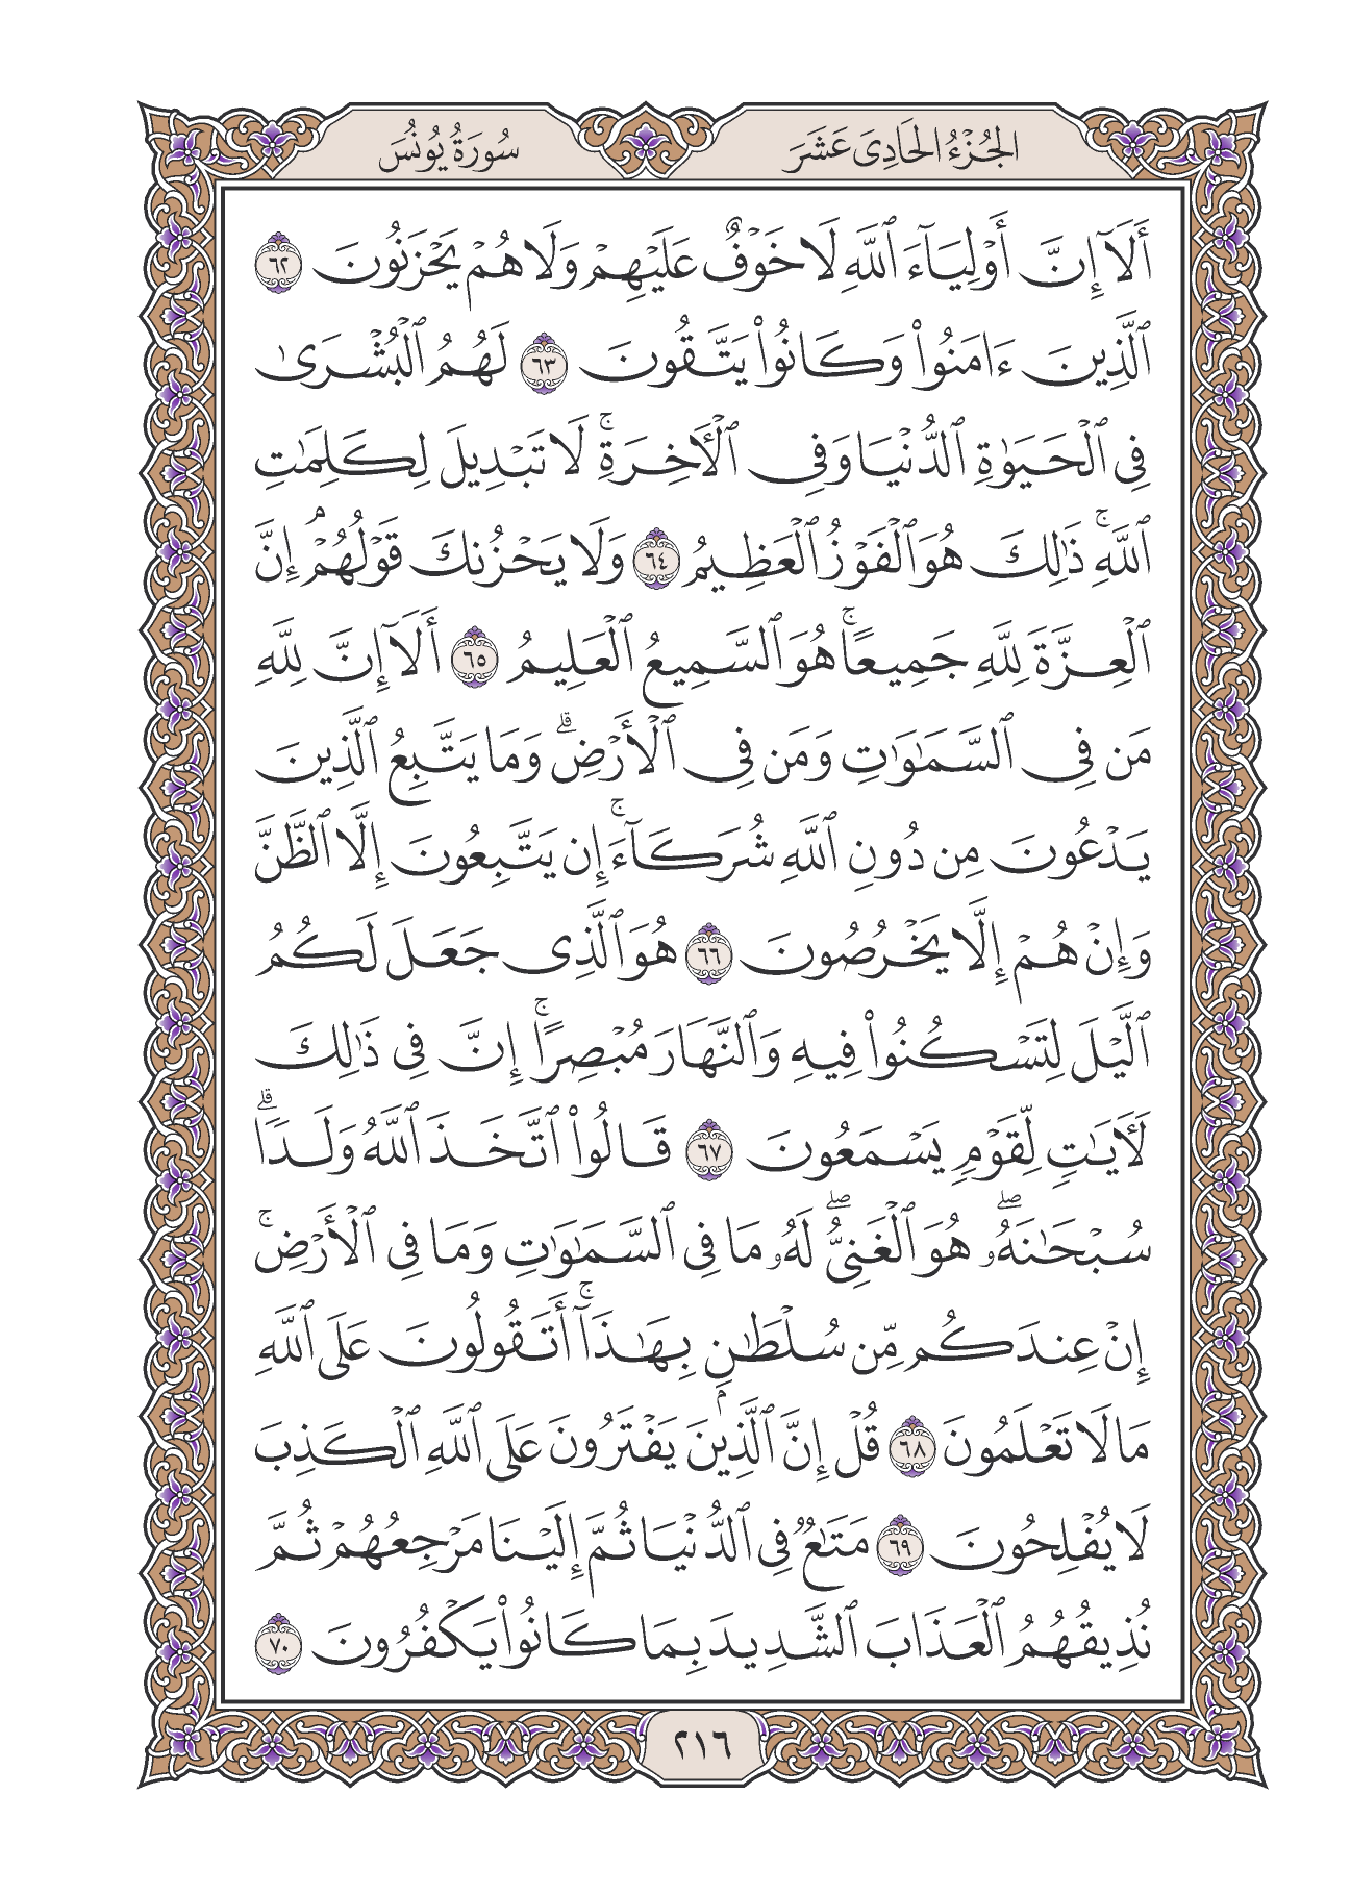 الجُزْءُ الحَادِىَ عَشَرَ
سُورَةُ يُونُسَ
أَلَآ إِنَّ أَوْلِيَآءَ ٱللَّهِ لَا خَوْفٌ عَلَيْهِمْ وَلَا هُمْ يَحْزَنُونَ ٦٢
ٱلَّذِينَ ءَامَنُوا۟ وَكَانُوا۟ يَتَّقُونَ ٦٣ لَهُمُ ٱلْبُشْرَىٰ
فِى ٱلْحَيَوٰةِ ٱلدُّنْيَا وَفِى ٱلْـَٔاخِرَةِ ۚ لَا تَبْدِيلَ لِكَلِمَٰتِ
ٱللَّهِ ۚ ذَٰلِكَ هُوَ ٱلْفَوْزُ ٱلْعَظِيمُ ٦٤ وَلَا يَحْزُنكَ قَوْلُهُمْ ۘ إِنَّ
ٱلْعِزَّةَ لِلَّهِ جَمِيعًا ۚ هُوَ ٱلسَّمِيعُ ٱلْعَلِيمُ ٦٥ أَلَآ إِنَّ لِلَّهِ
مَن فِى ٱلسَّمَٰوَٰتِ وَمَن فِى ٱلْأَرْضِ ۗ وَمَا يَتَّبِعُ ٱلَّذِينَ
يَدْعُونَ مِن دُونِ ٱللَّهِ شُرَكَآءَ ۚ إِن يَتَّبِعُونَ إِلَّا ٱلظَّنَّ
وَإِنْ هُمْ إِلَّا يَخْرُصُونَ ٦٦ هُوَ ٱلَّذِى جَعَلَ لَكُمُ
ٱلَّيْلَ لِتَسْكُنُوا۟ فِيهِ وَٱلنَّهَارَ مُبْصِرًا ۚ إِنَّ فِى ذَٰلِكَ
لَـَٔايَٰتٍ لِّقَوْمٍ يَسْمَعُونَ ٦٧ قَالُوا۟ ٱتَّخَذَ ٱللَّهُ وَلَدًا ۗ
سُبْحَٰنَهُۥ ۖ هُوَ ٱلْغَنِىُّ ۖ لَهُۥ مَا فِى ٱلسَّمَٰوَٰتِ وَمَا فِى ٱلْأَرْضِ ۚ
إِنْ عِندَكُم مِّن سُلْطَٰنٍۭ بِهَٰذَآ ۚ أَتَقُولُونَ عَلَى ٱللَّهِ
مَا لَا تَعْلَمُونَ ٦٨ قُلْ إِنَّ ٱلَّذِينَ يَفْتَرُونَ عَلَى ٱللَّهِ ٱلْكَذِبَ
لَا يُفْلِحُونَ ٦٩ مَتَٰعٌ فِى ٱلدُّنْيَا ثُمَّ إِلَيْنَا مَرْجِعُهُمْ ثُمَّ
نُذِيقُهُمُ ٱلْعَذَابَ ٱلشَّدِيدَ بِمَا كَانُوا۟ يَكْفُرُونَ ٧٠
٢١٦